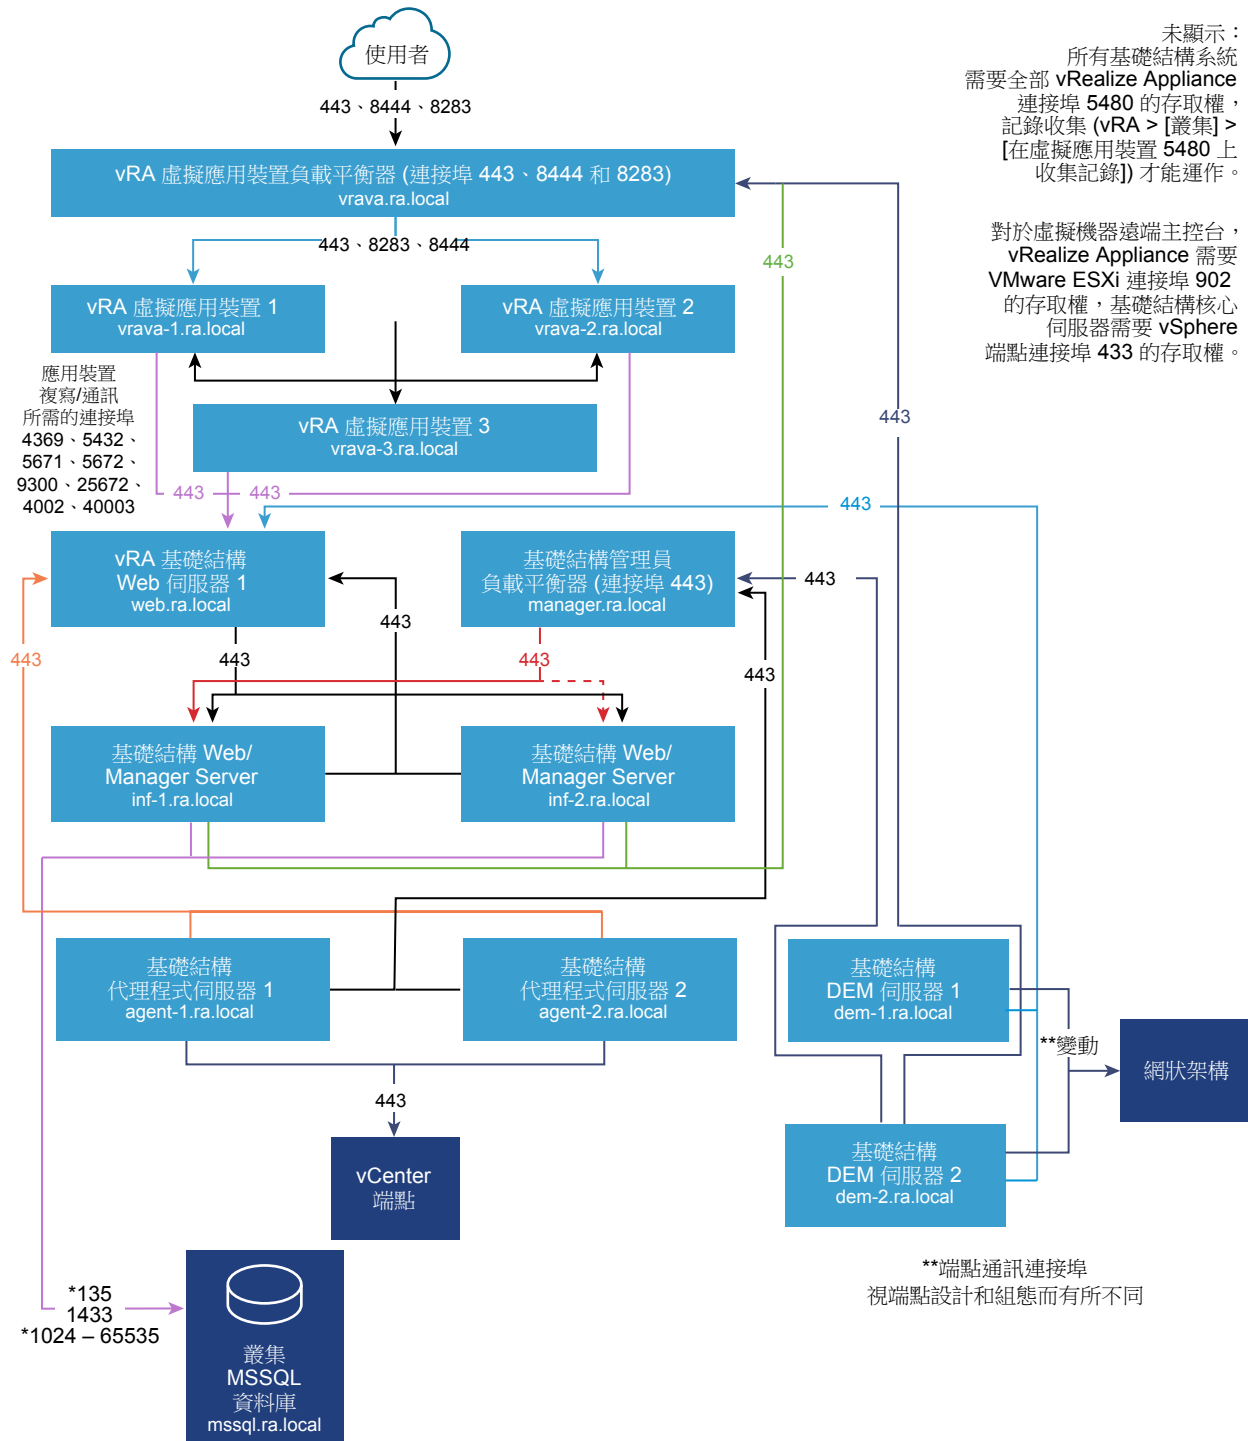 使用者
443、8444、8283
未顯示：
所有基礎結構系統
需要全部 vRealize Appliance
連接埠 5480 的存取權，
記錄收集 (vRA > [叢集] >
[在虛擬應用裝置 5480 上
收集記錄]) 才能運作。
對於虛擬機器遠端主控台，
vRealize Appliance 需要
VMware ESXi 連接埠 902
的存取權，基礎結構核心
伺服器需要 vSphere
端點連接埠 433 的存取權。
vRA 虛擬應用裝置負載平衡器 (連接埠 443、8444 和 8283)
vrava.ra.local
443、8283、8444
443
vRA 虛擬應用裝置 1
vrava-1.ra.local
vRA 虛擬應用裝置 2
vrava-2.ra.local
應用裝置
複寫/通訊
所需的連接埠
4369、5432、
5671、5672、
9300、25672、
4002、40003
vRA 虛擬應用裝置 3
vrava-3.ra.local
443
443
443
443
vRA 基礎結構
Web 伺服器 1
web.ra.local
基礎結構管理員
負載平衡器 (連接埠 443)
manager.ra.local
443
443
443
443
443
443
基礎結構 Web/
Manager Server
inf-1.ra.local
基礎結構 Web/
Manager Server
inf-2.ra.local
基礎結構
代理程式伺服器 1
agent-1.ra.local
基礎結構
代理程式伺服器 2
agent-2.ra.local
基礎結構
DEM 伺服器 1
dem-1.ra.local
**變動
網狀架構
443
vCenter
端點
基礎結構
DEM 伺服器 2
dem-2.ra.local
**端點通訊連接埠
視端點設計和組態而有所不同
*135
1433
*1024 – 65535
叢集
MSSQL
資料庫
mssql.ra.local